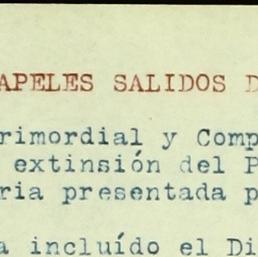 APELES SALIDOS D
rimordial y Comp
extinsión del P
ria presentada p
a incluído el Di